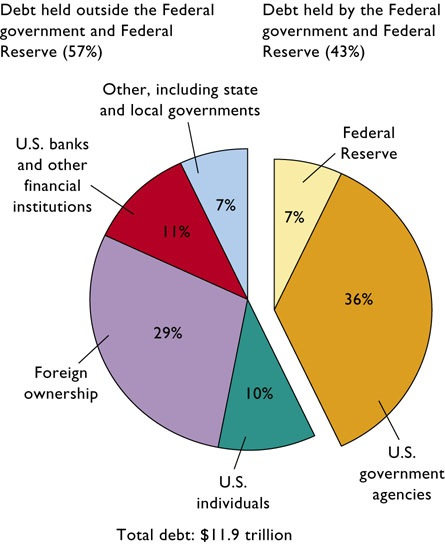 Debt held outside the Federal
government and Federal
Reserve (57%)
Debt held by the Federal
government and Federal
Reserve (43%)
Other, including state
and local governments
Federal
Reserve
U.S. banks
and other
financial
institutions
7%
7%
11%
36%
29%
Foreign
ownership
10%
U.S.
individuals
U.S.
government
agencies
Total debt: $11.9 trillion